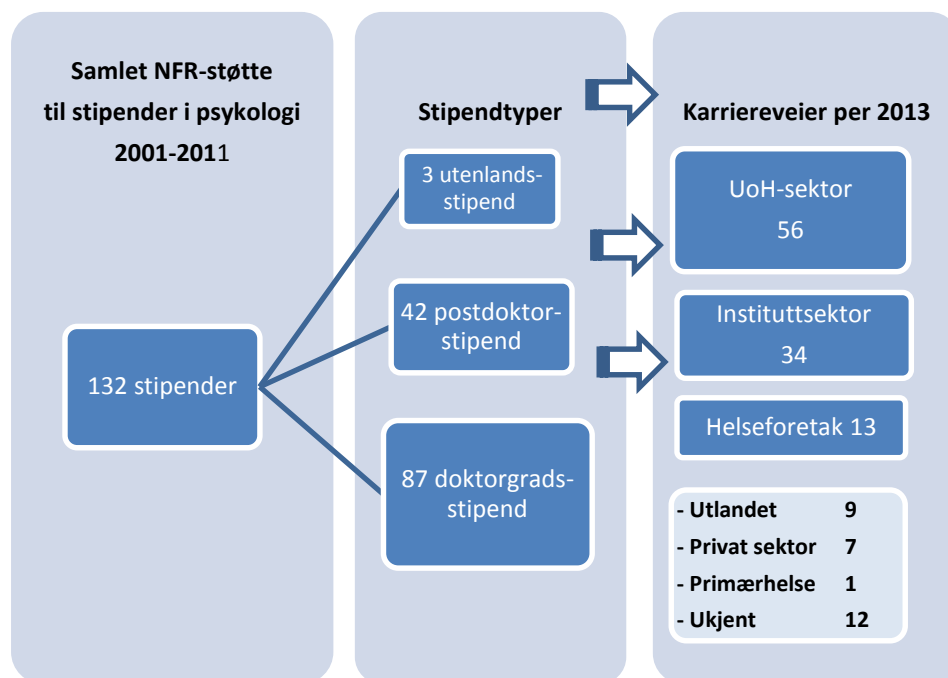 Samlet NFR-støtte
til stipender i psykologi
2001-2011
132 stipender
Stipendtyper
3 utenlands-
stipend
42 postdoktor-
stipend
87 doktorgrads-
stipend
Karriereveier per 2013
UoH-sektor
56
Instituttsektor
34
Helseforetak 13
- Utlandet 9
- Privat sektor 7
- Primærhelse 1
- Ukjent 12